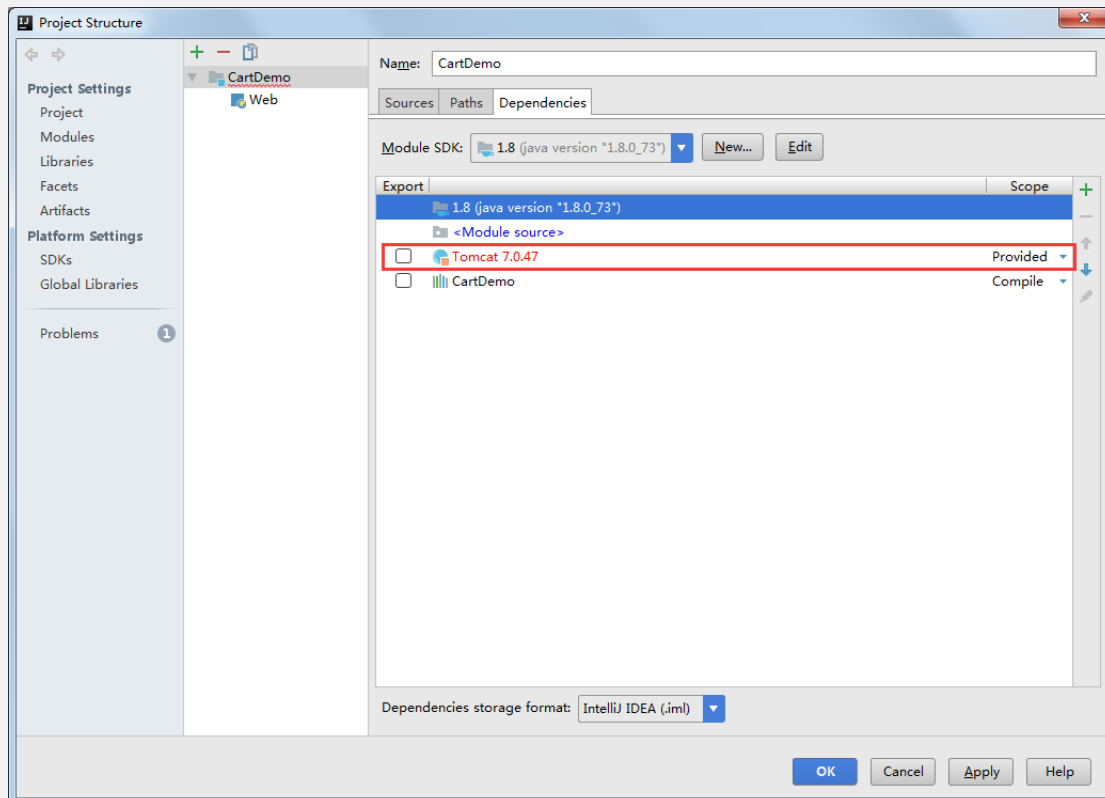 Project Structure
Project Settings
Project
Modules
Libraries
Facets
Artifacts
Platform Settings
SDKs
Global Libraries
Problems 1
CartDemo
Web
Name: CartDemo
Sources Paths Dependencies
Module SDK: 1.8 (java version "1.8.0_73") New... Edit
Export Scope
1.8 (java version "1.8.0_73")
<Module source>
Tomcat 7.0.47 Provided
CartDemo Compile
Dependencies storage format: IntelliJ IDEA (.iml)
OK Cancel Apply Help